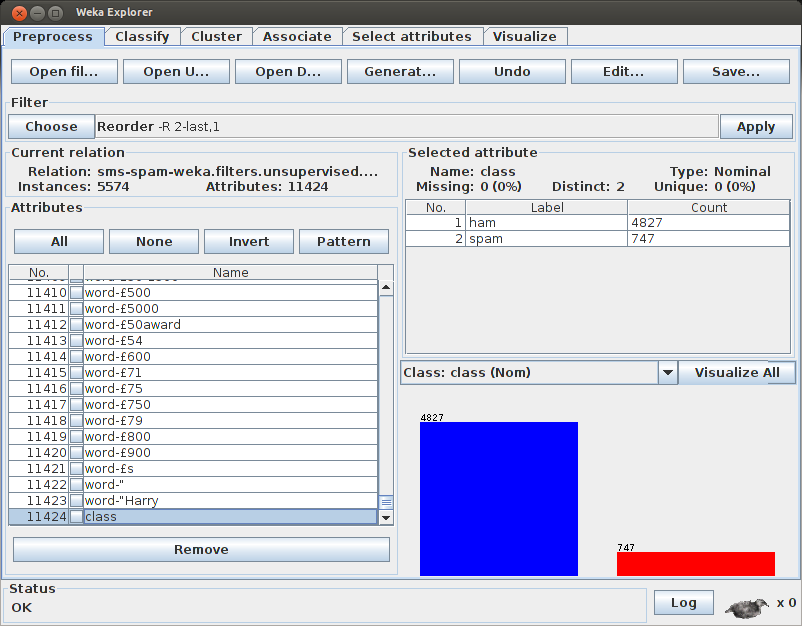 Weka Explorer
Preprocess Classify Cluster Associate Select attributes Visualize
Open fil... Open U... Open D... Generat... Undo Edit... Save...
Filter
Choose Reorder -R 2-last,1 Apply
Current relation
Relation: sms-spam-weka.filters.unsupervised....
Instances: 5574 Attributes: 11424
Attributes
All None Invert Pattern
No. Name
11410 word-£500
11411 word-£5000
11412 word-£50award
11413 word-£54
11414 word-£600
11415 word-£71
11416 word-£75
11417 word-£750
11418 word-£79
11419 word-£800
11420 word-£900
11421 word-£s
11422 word-"
11423 word-"Harry
11424 class
Remove
Selected attribute
Name: class Type: Nominal
Missing: 0 (0%) Distinct: 2 Unique: 0 (0%)
No. Label Count
1 ham 4827
2 spam 747
Class: class (Nom) Visualize All
4827
747
Status
OK
Log x 0